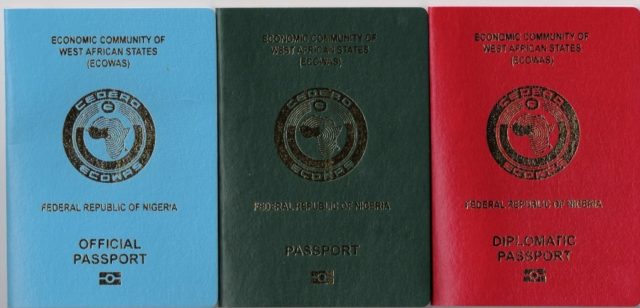 ECONOMIC COMMUNITY OF
WEST AFRICAN STATES
(ECOWAS)
CEDEAO
ECOWAS
FEDERAL REPUBLIC OF NIGERIA
OFFICIAL
PASSPORT
ECONOMIC COMMUNITY OF
WEST AFRICAN STATES
(ECOWAS)
CEDEAO
ECOWAS
FEDERAL REPUBLIC OF NIGERIA
PASSPORT
ECONOMIC COMMUNITY OF
WEST AFRICAN STATES
(ECOWAS)
CEDEAO
ECOWAS
FEDERAL REPUBLIC OF NIGERIA
DIPLOMATIC
PASSPORT